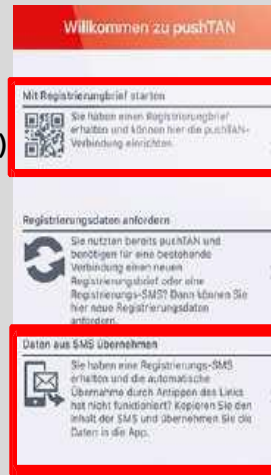 Willkommen zu pushTAN
Mit Registrierungbrief starten
Sie haben einen Registrierungbrief
erhalten und können hier die pushTAN-
Verbindung einrichten.
)
Registrierungsdaten anfordern
Sie nutzten bereits pushTAN und
benötigen für eine bestehende
Verbindung einen neuen
Registrierungsbrief oder eine
Registrierungs-SMS? Dann können Sie
hier neue Registrierungsdaten
anfordern.
Daten aus SMS übernehmen
Sie haben eine Registrierungs-SMS
erhalten und die automatische
Übernahme durch Antippen des Links
hat nicht funktioniert? Kopieren Sie den
Inhalt der SMS und übernehmen Sie die
Daten in die App.